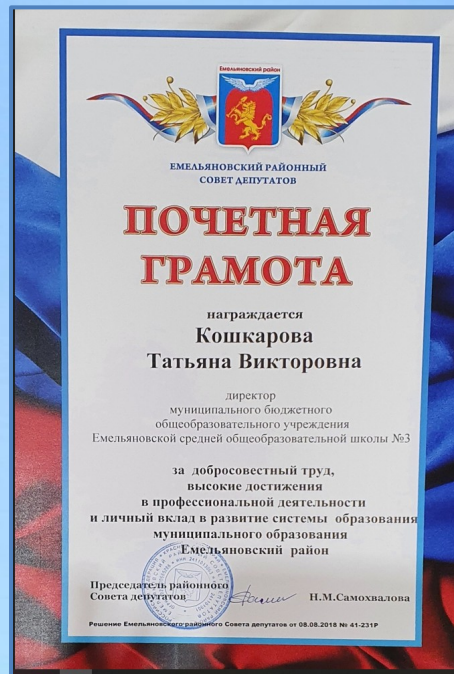 Емельяновский район
ЕМЕЛЬЯНОВСКИЙ РАЙОННЫЙ
СОВЕТ ДЕПУТАТОВ
ПОЧЕТНАЯ
ГРАМОТА
награждается
Кошкарова
Татьяна Викторовна
директор
муниципального бюджетного
общеобразовательного учреждения
Емельяновской средней общеобразовательной школы №3
за добросовестный труд,
высокие достижения
в профессиональной деятельности
и личный вклад в развитие системы образования
муниципального образования
Емельяновский район
Председатель районного
Совета депутатов
Н.М.Самохвалова
Решение Емельяновского районного Совета депутатов от 08.08.2018 № 41-231Р